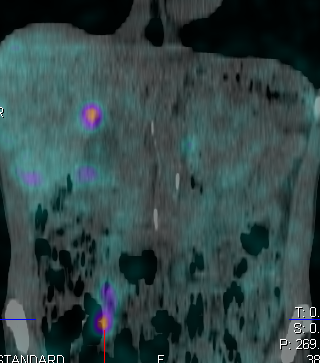 R
T: 0.
S: 0.
P: 269.
STANDARD
F
38